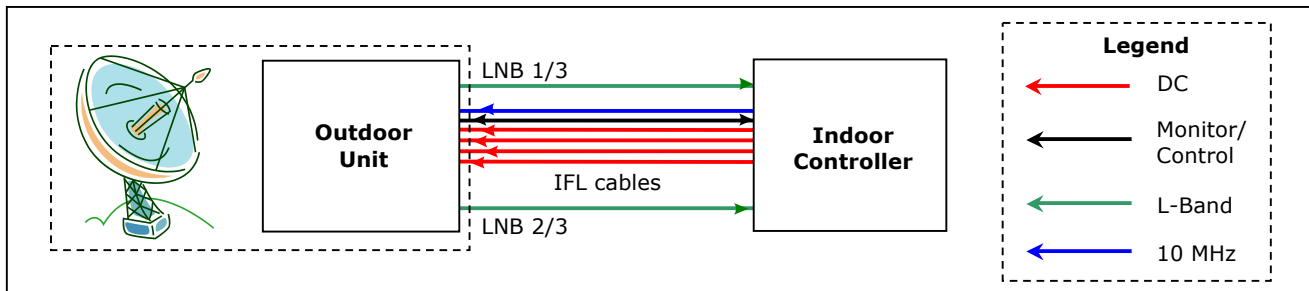 LNB 1/3
Outdoor
Unit
Indoor
Controller
IFL cables
LNB 2/3
Legend
DC
Monitor/
Control
L-Band
10 MHz